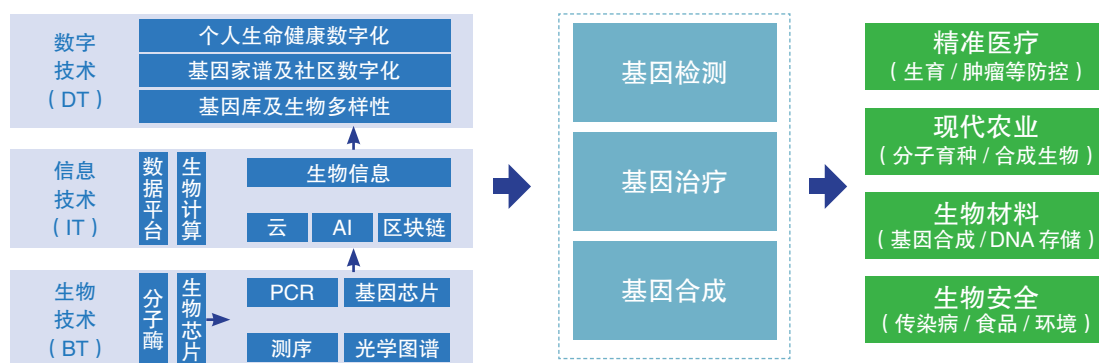 数字
技术
（DT）
个人生命健康数字化
基因家谱及社区数字化
基因库及生物多样性
信息
技术
（IT）
数据平台
生物计算
生物信息
云
AI
区块链
生物
技术
（BT）
分子酶
生物芯片
PCR
基因芯片
测序
光学图谱
基因检测
基因治疗
基因合成
精准医疗
（生育/肿瘤等防控）
现代农业
（分子育种/合成生物）
生物材料
（基因合成/DNA存储）
生物安全
（传染病/食品/环境）